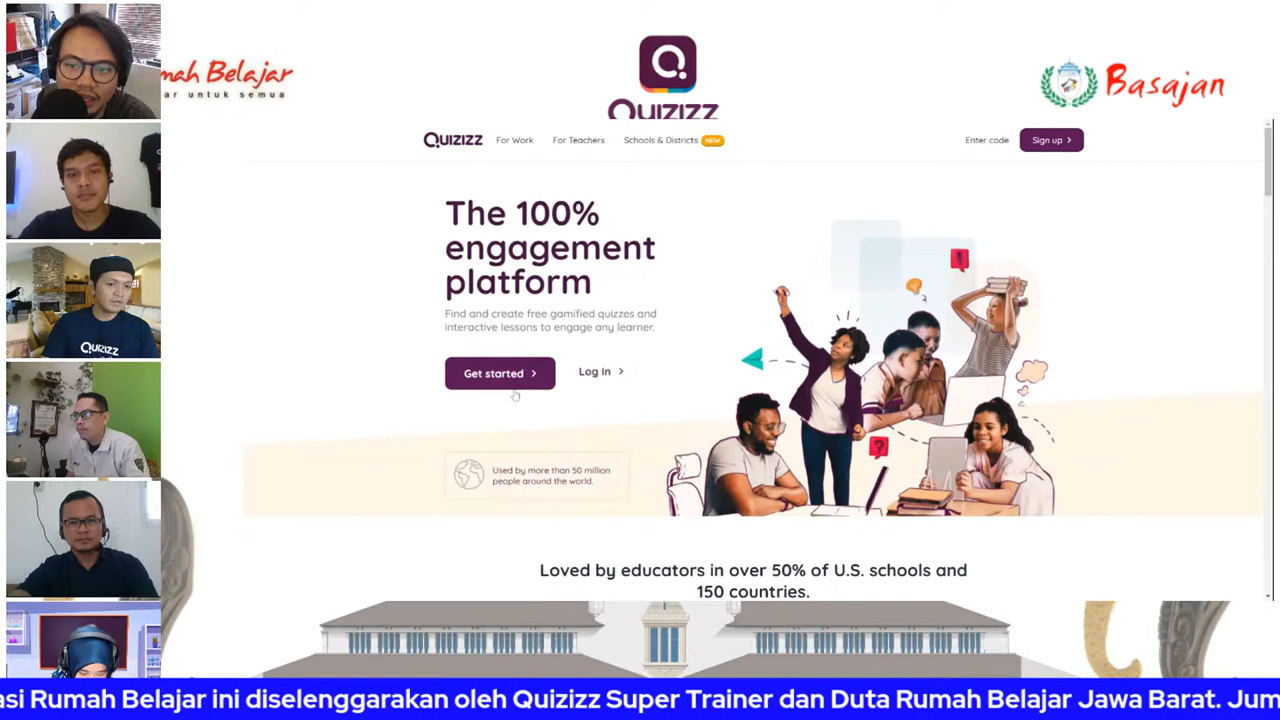 mah Belajar
ar untuk semua
Quizizz
Basajan
Quizizz
For Work
For Teachers
Schools & Districts NEW
Enter code
Sign up
The 100%
engagement
platform
Find and create free gamified quizzes and
interactive lessons to engage any learner.
Get started
Log In
Used by more than 50 million
people around the world.
QUIZIZZ
Loved by educators in over 50% of U.S. schools and
150 countries.
asi Rumah Belajar ini diselenggarakan oleh Quizizz Super Trainer dan Duta Rumah Belajar Jawa Barat. Jum